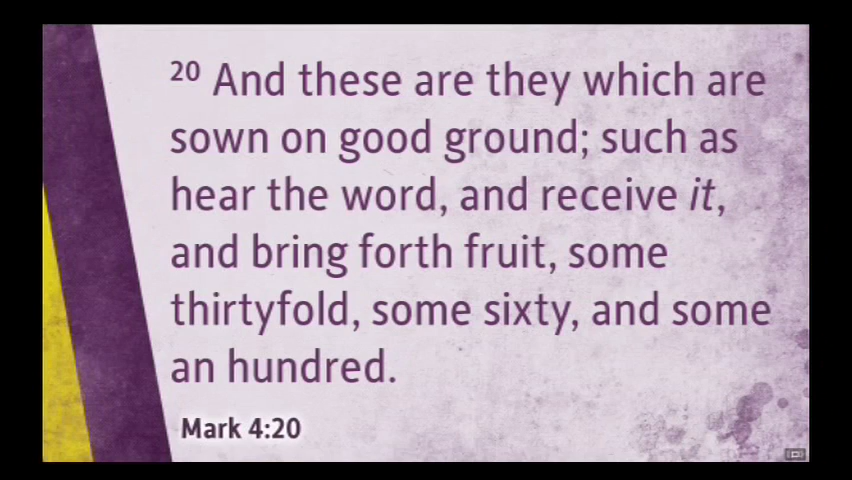 20 And these are they which are
sown on good ground; such as
hear the word, and receive it,
and bring forth fruit, some
thirtyfold, some sixty, and some
an hundred.
Mark 4:20